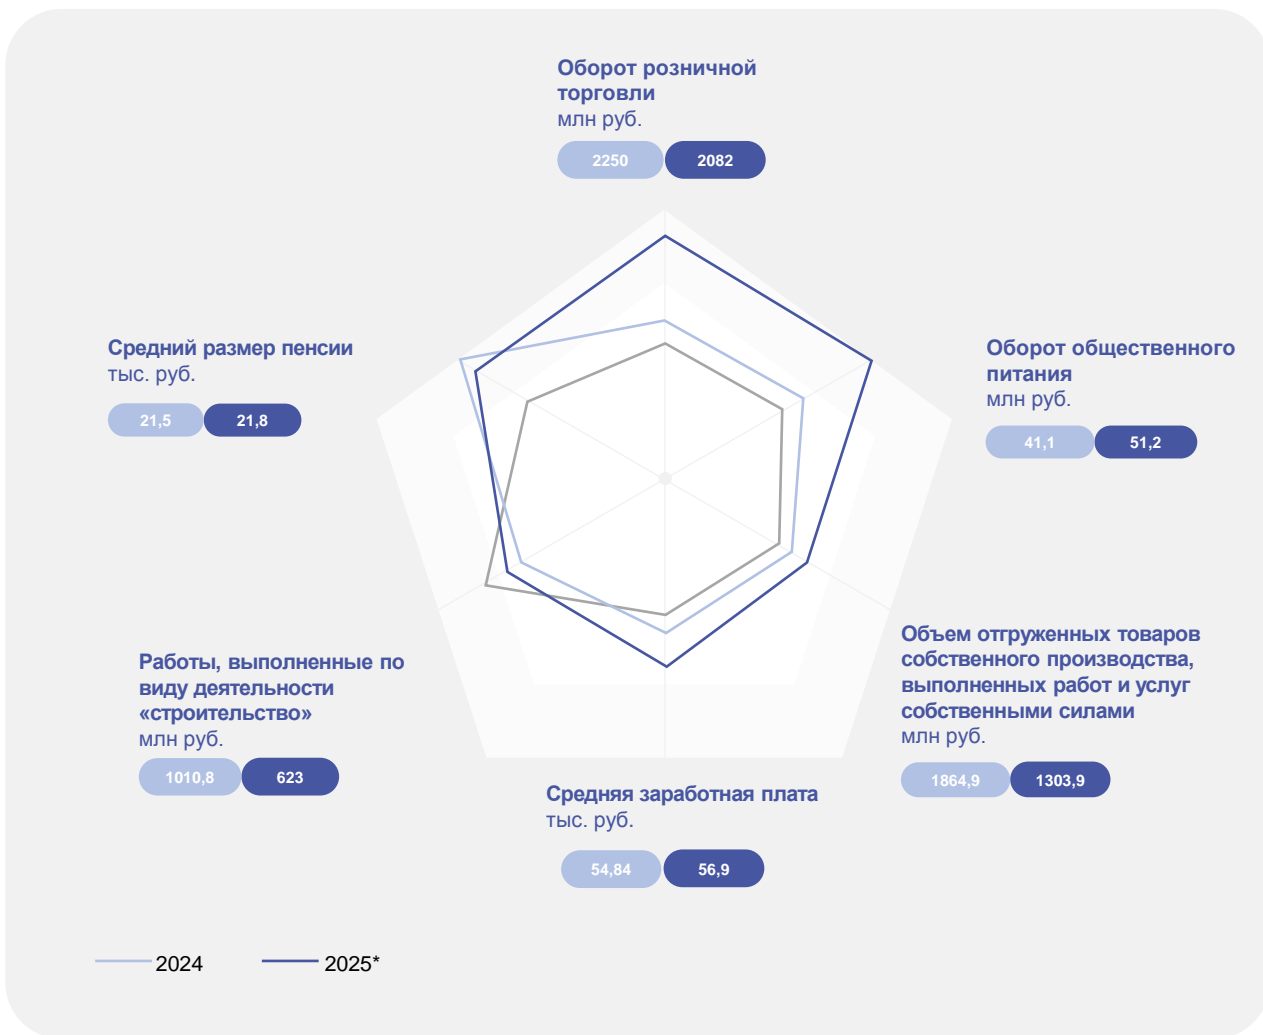 Оборот розничной
торговли
млн руб.
2250 2082
Средний размер пенсии
тыс. руб.
21,5 21,8
Оборот общественного
питания
млн руб.
41,1 51,2
Работы, выполненные по
виду деятельности
«строительство»
млн руб.
1010,8 623
Объем отгруженных товаров
собственного производства,
выполненных работ и услуг
собственными силами
млн руб.
1864,9 1303,9
Средняя заработная плата
тыс. руб.
54,84 56,9
2024 2025*